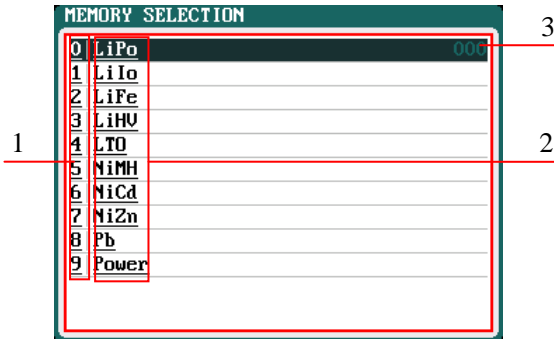 MEMORY SELECTION
3
0 LiPo 000
1 LiIo
2 LiFe
3 LiHV
1 4 LTO 2
5 NiMH
6 NiCd
7 NiZn
8 Pb
9 Power